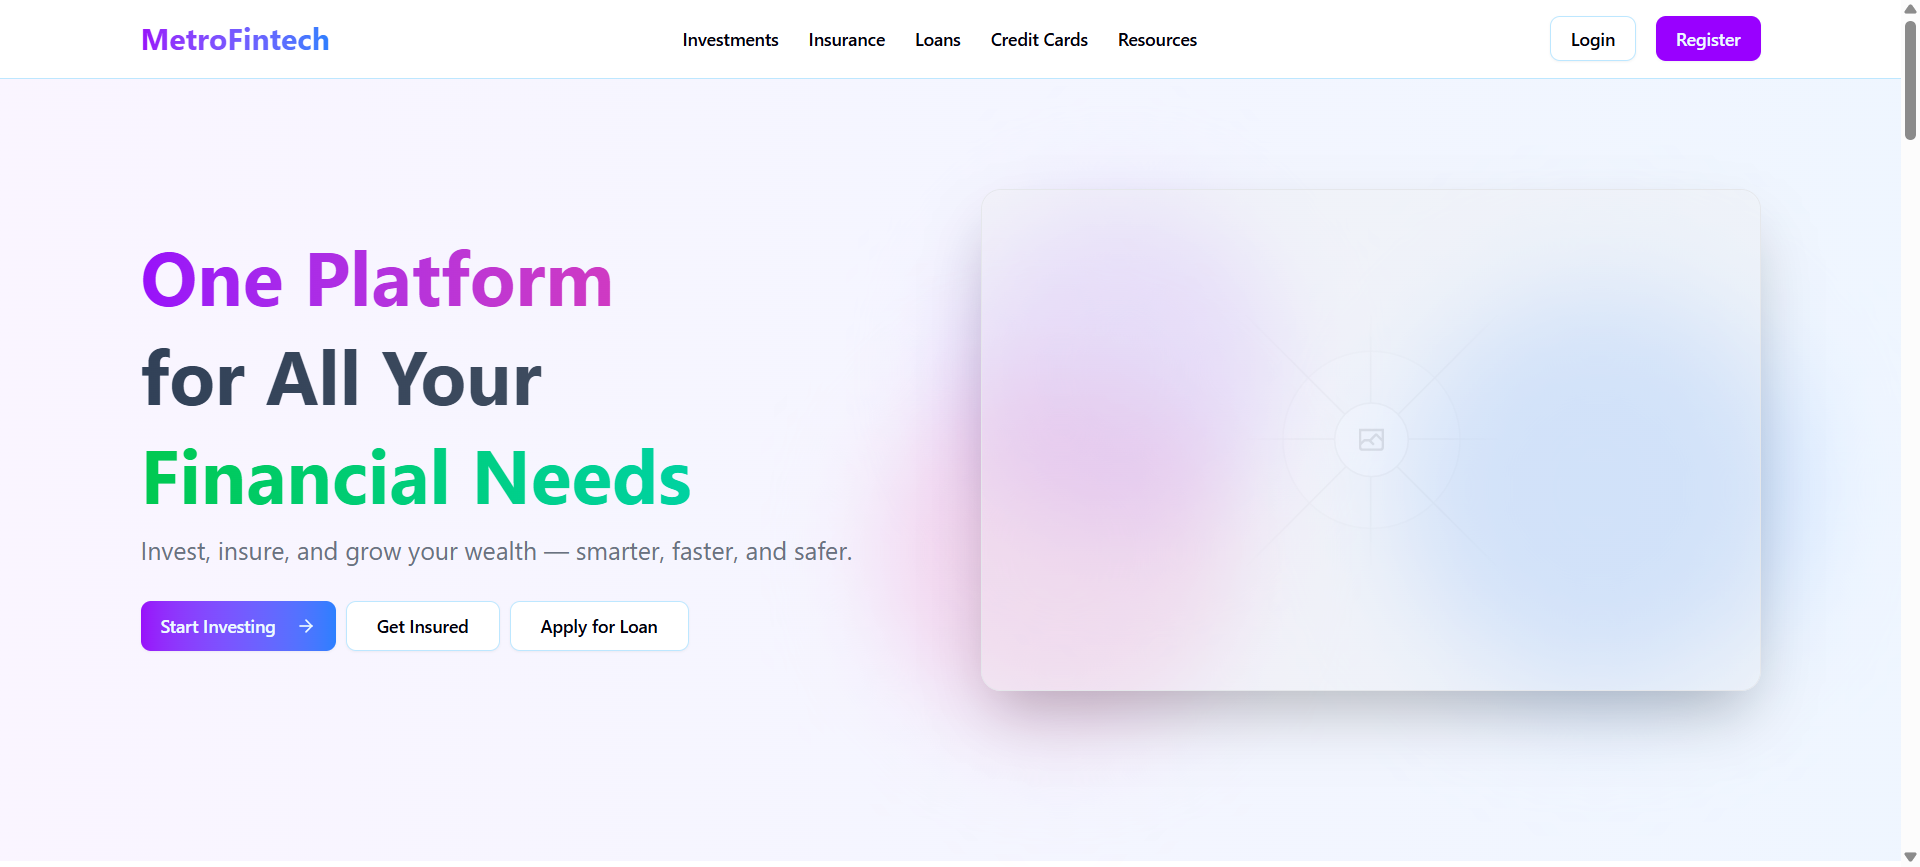 MetroFintech
Investments Insurance Loans Credit Cards Resources
Login Register
One Platform
for All Your
Financial Needs
Invest, insure, and grow your wealth — smarter, faster, and safer.
Start Investing Get Insured Apply for Loan